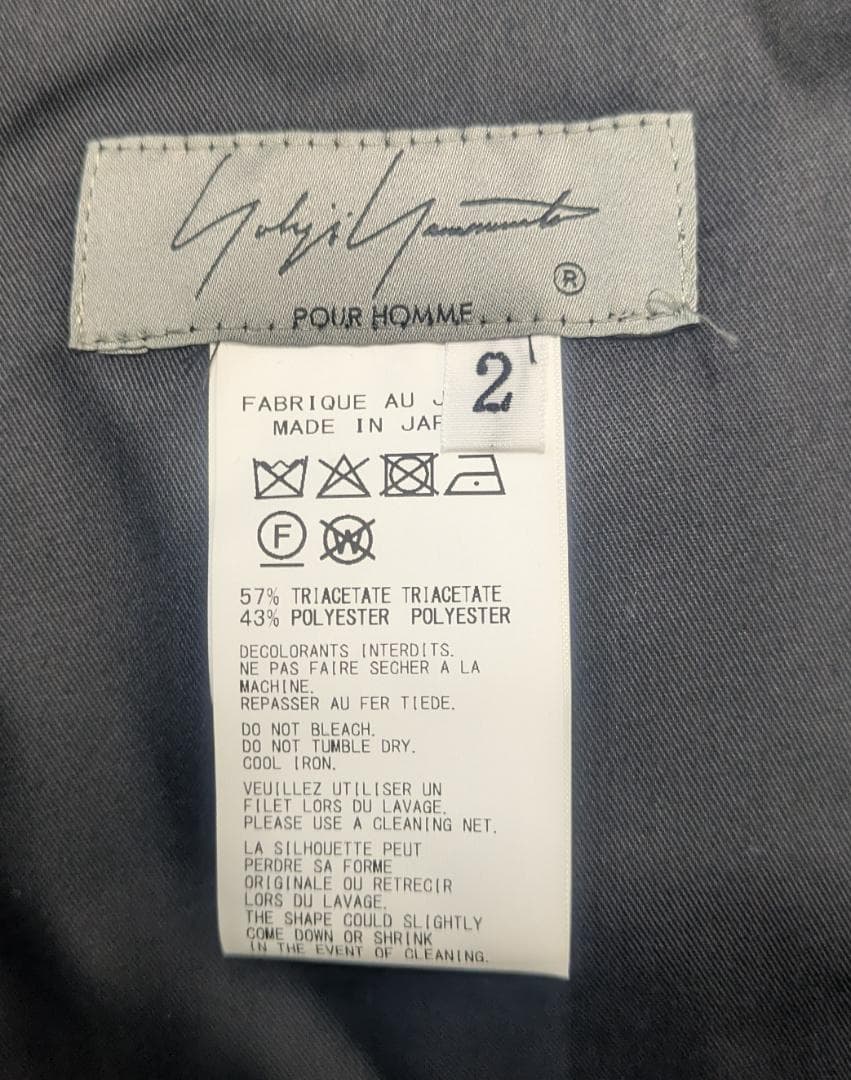 Yohji Yamamoto
®
POUR HOMME
2
FABRIQUE AU J
MADE IN JAP
F
W
57% TRIACETATE TRIACETATE
43% POLYESTER POLYESTER
DECOLORANTS INTERDITS.
NE PAS FAIRE SECHER A LA
MACHINE.
REPASSER AU FER TIEDE.
DO NOT BLEACH.
DO NOT TUMBLE DRY.
COOL IRON.
VEUILLEZ UTILISER UN
FILET LORS DU LAVAGE.
PLEASE USE A CLEANING NET.
LA SILHOUETTE PEUT
PERDRE SA FORME
ORIGINALE OU RETRECIR
LORS DU LAVAGE.
THE SHAPE COULD SLIGHTLY
COME DOWN OR SHRINK
IN THE EVENT OF CLEANING.